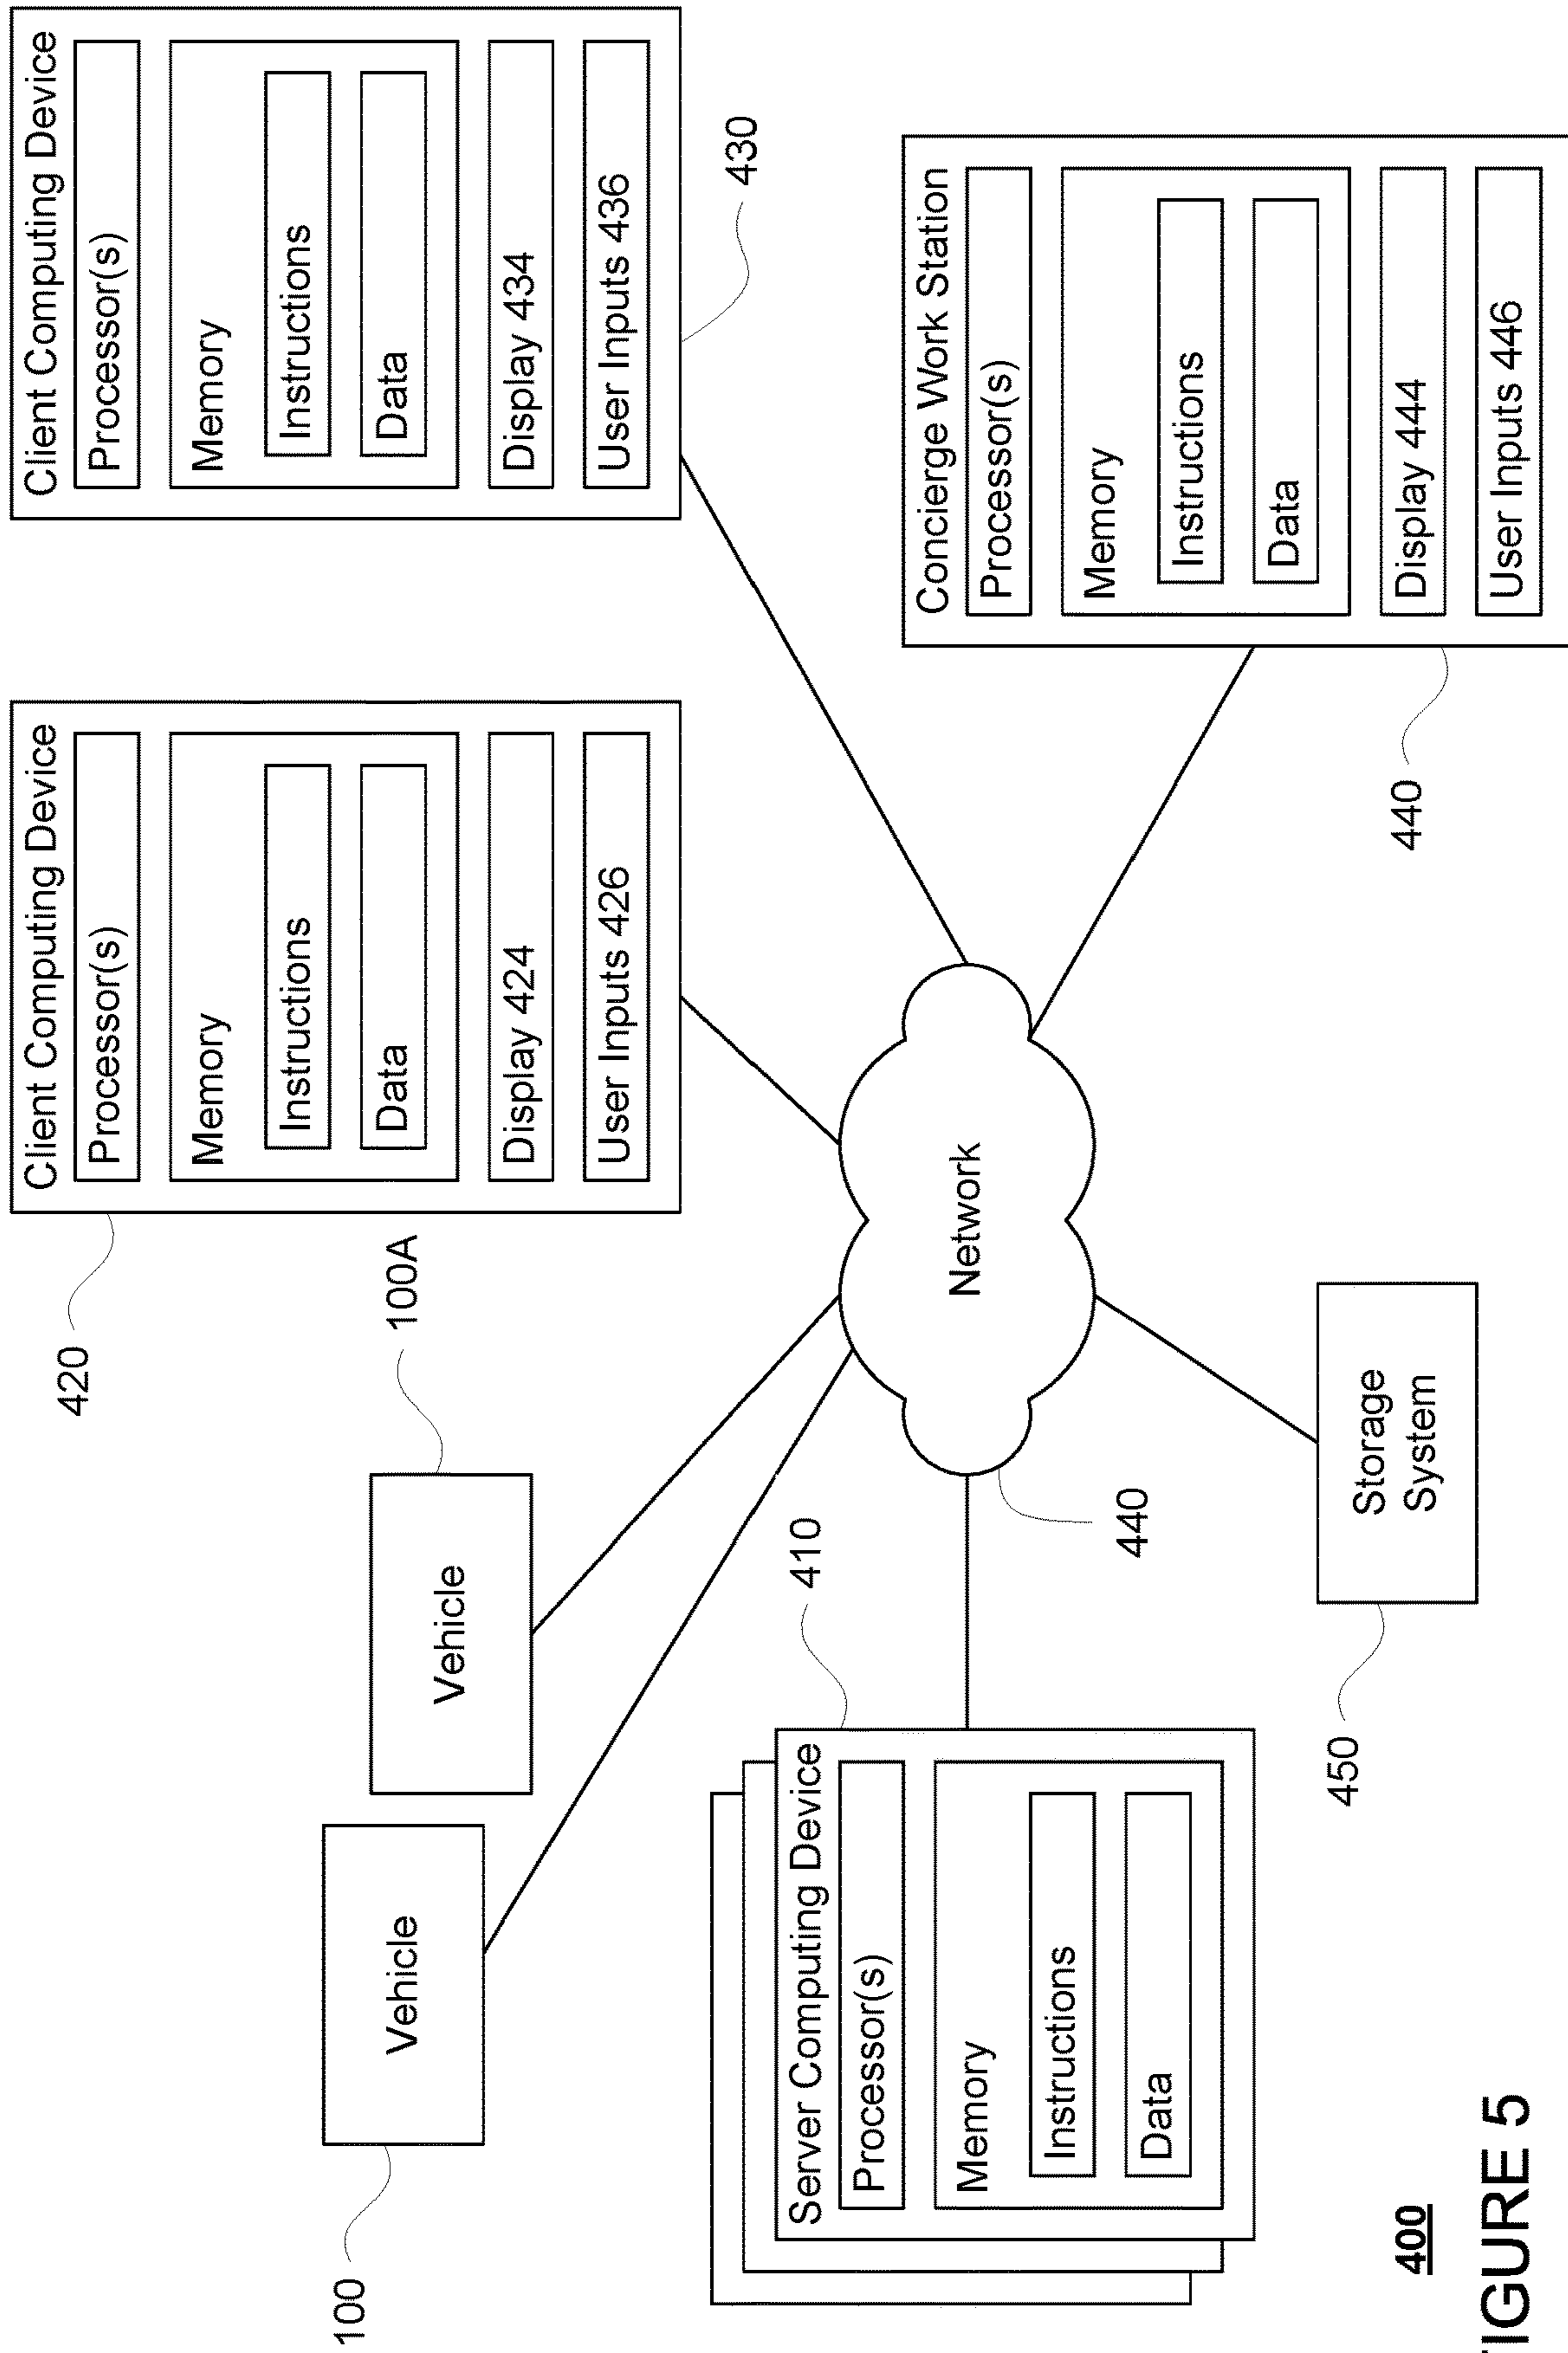 100
Vehicle
Vehicle
100A
420
Client Computing Device
Processor(s)
Memory
Instructions
Data
Display 424
User Inputs 426
Client Computing Device
Processor(s)
Memory
Instructions
Data
Display 434
User Inputs 436
430
Server Computing Device
Processor(s)
Memory
Instructions
Data
410
Network
440
Concierge Work Station
Processor(s)
Memory
Instructions
Data
Display 444
User Inputs 446
440
Storage
System
450
400
IGURE 5